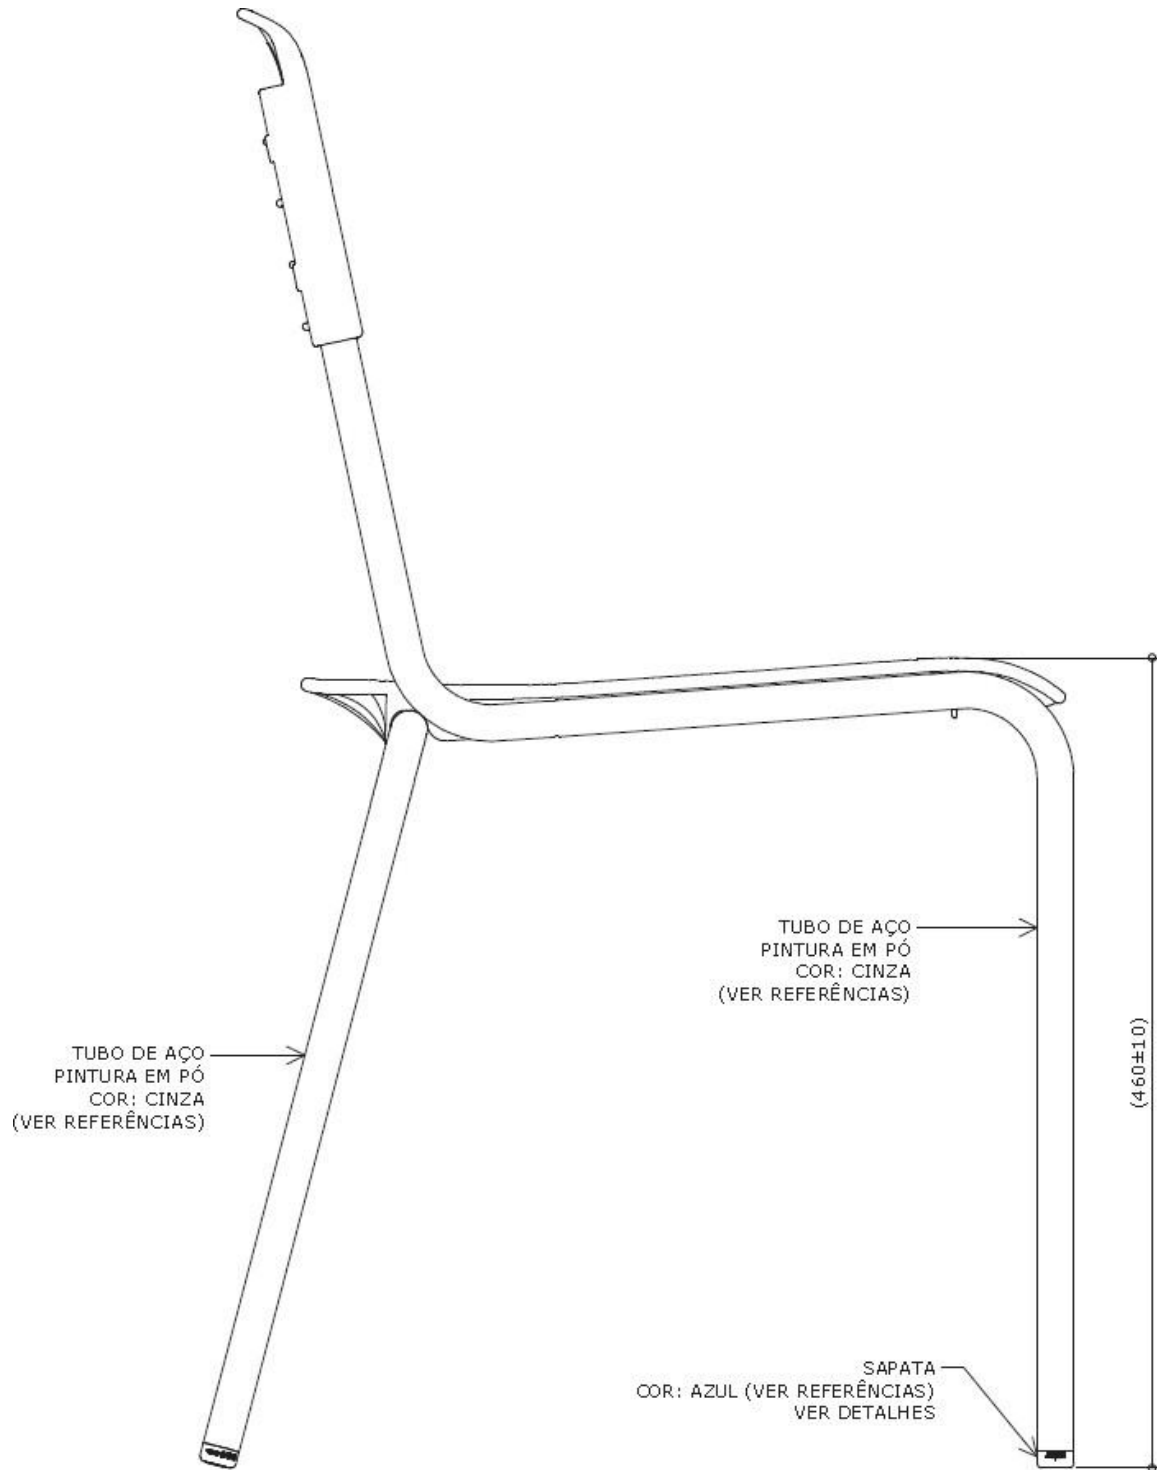 TUBO DE AÇO
PINTURA EM PÓ
COR: CINZA
(VER REFERÊNCIAS)
TUBO DE AÇO
PINTURA EM PÓ
COR: CINZA
(VER REFERÊNCIAS)
(460±10)
SAPATA
COR: AZUL (VER REFERÊNCIAS)
VER DETALHES